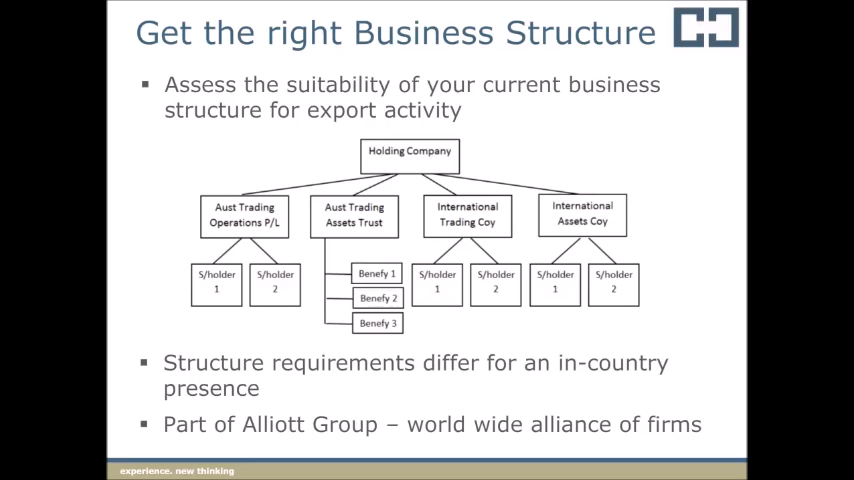 Get the right Business Structure
▪ Assess the suitability of your current business
structure for export activity
Holding Company
Aust Trading
Operations P/L
Aust Trading
Assets Trust
International
Trading Coy
International
Assets Coy
S/holder
1
S/holder
2
Benefy 1
Benefy 2
Benefy 3
S/holder
1
S/holder
2
S/holder
1
S/holder
2
▪ Structure requirements differ for an in-country
presence
▪ Part of Alliott Group – world wide alliance of firms
experience. new thinking